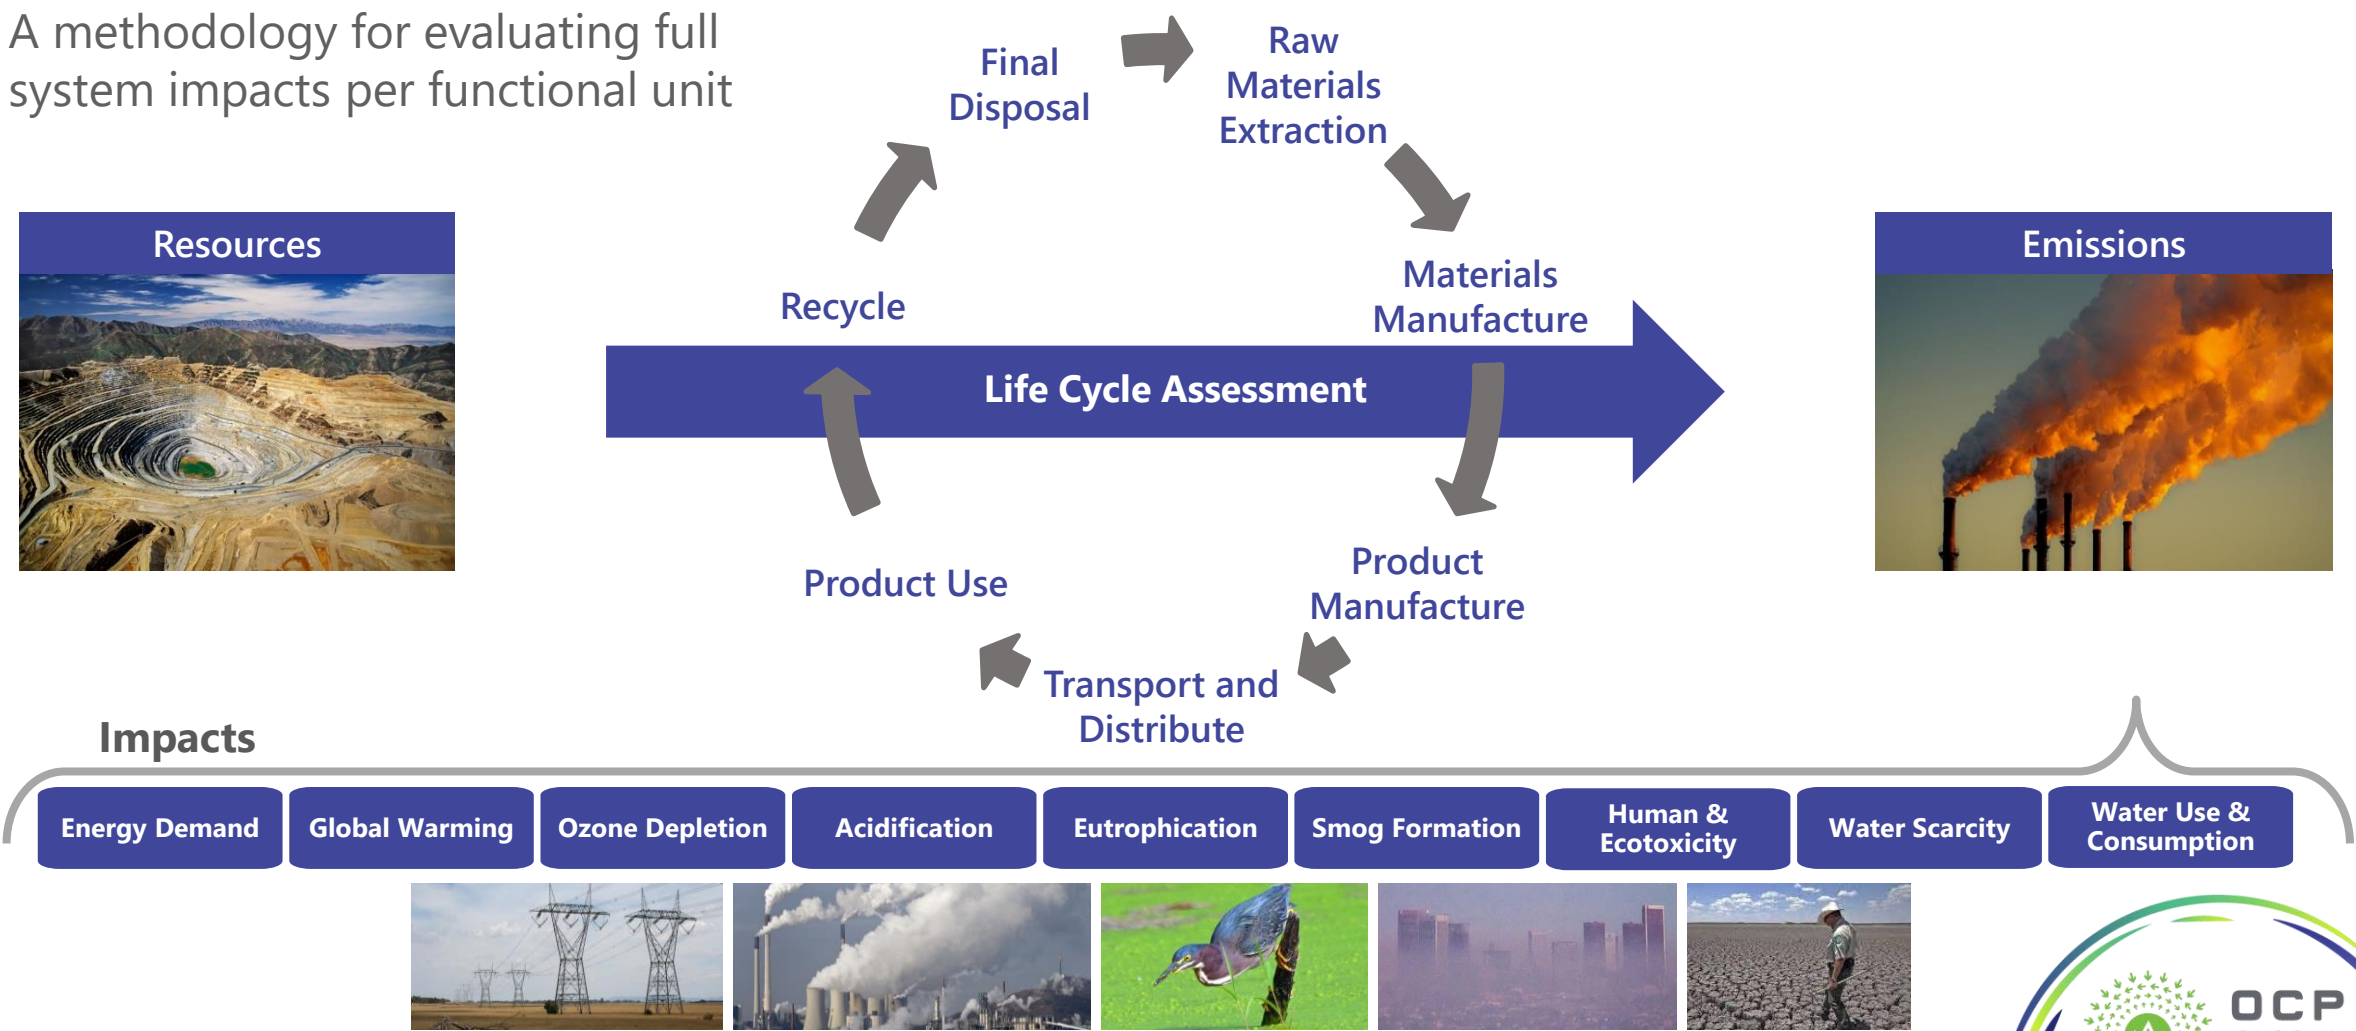 A methodology for evaluating full
system impacts per functional unit
Final
Disposal
Raw
Materials
Extraction
Resources
Emissions
Recycle
Materials
Manufacture
Life Cycle Assessment
Product Use
Product
Manufacture
Transport and
Distribute
Impacts
Energy Demand
Global Warming
Ozone Depletion
Acidification
Eutrophication
Smog Formation
Human &
Ecotoxicity
Water Scarcity
Water Use &
Consumption
OCP